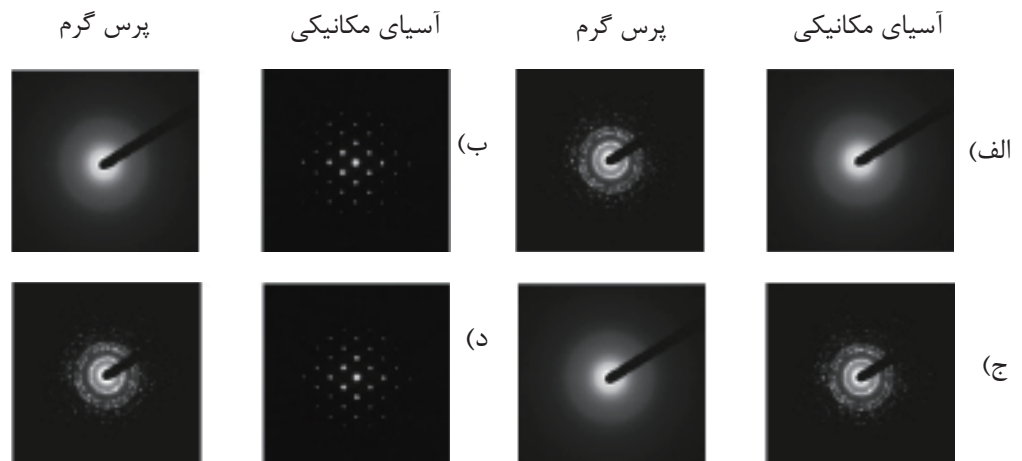 آسیای مکانیکی پرس گرم آسیای مکانیکی پرس گرم
الف) ب)
ج) د)